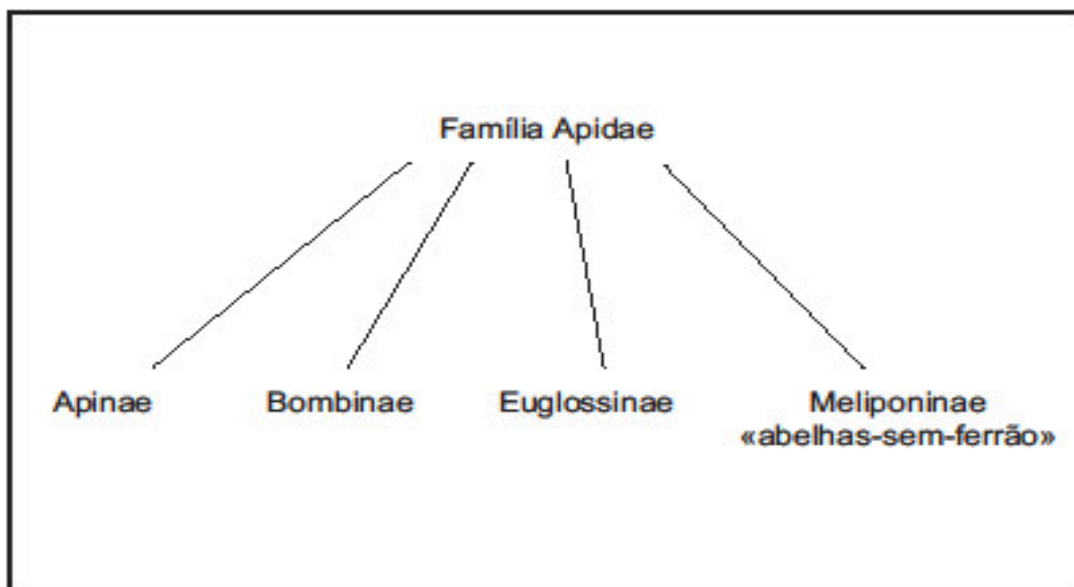 Família Apidae
Apinae
Bombinae
Euglossinae
Meliponinae
«abelhas-sem-ferrão»